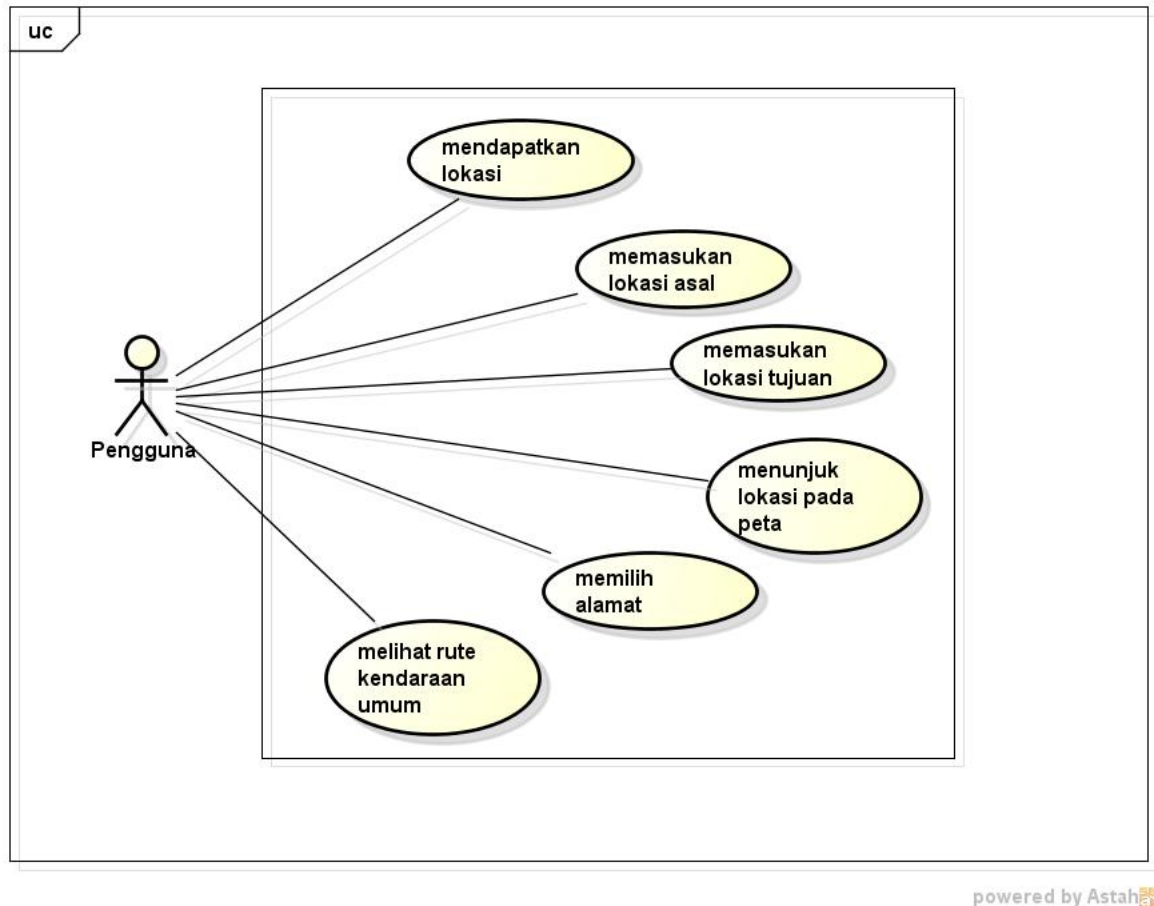 uc
mendapatkan
lokasi
memasukan
lokasi asal
memasukan
lokasi tujuan
Pengguna
menunjuk
lokasi pada
peta
memilih
alamat
melihat rute
kendaraan
umum
powered by Astah